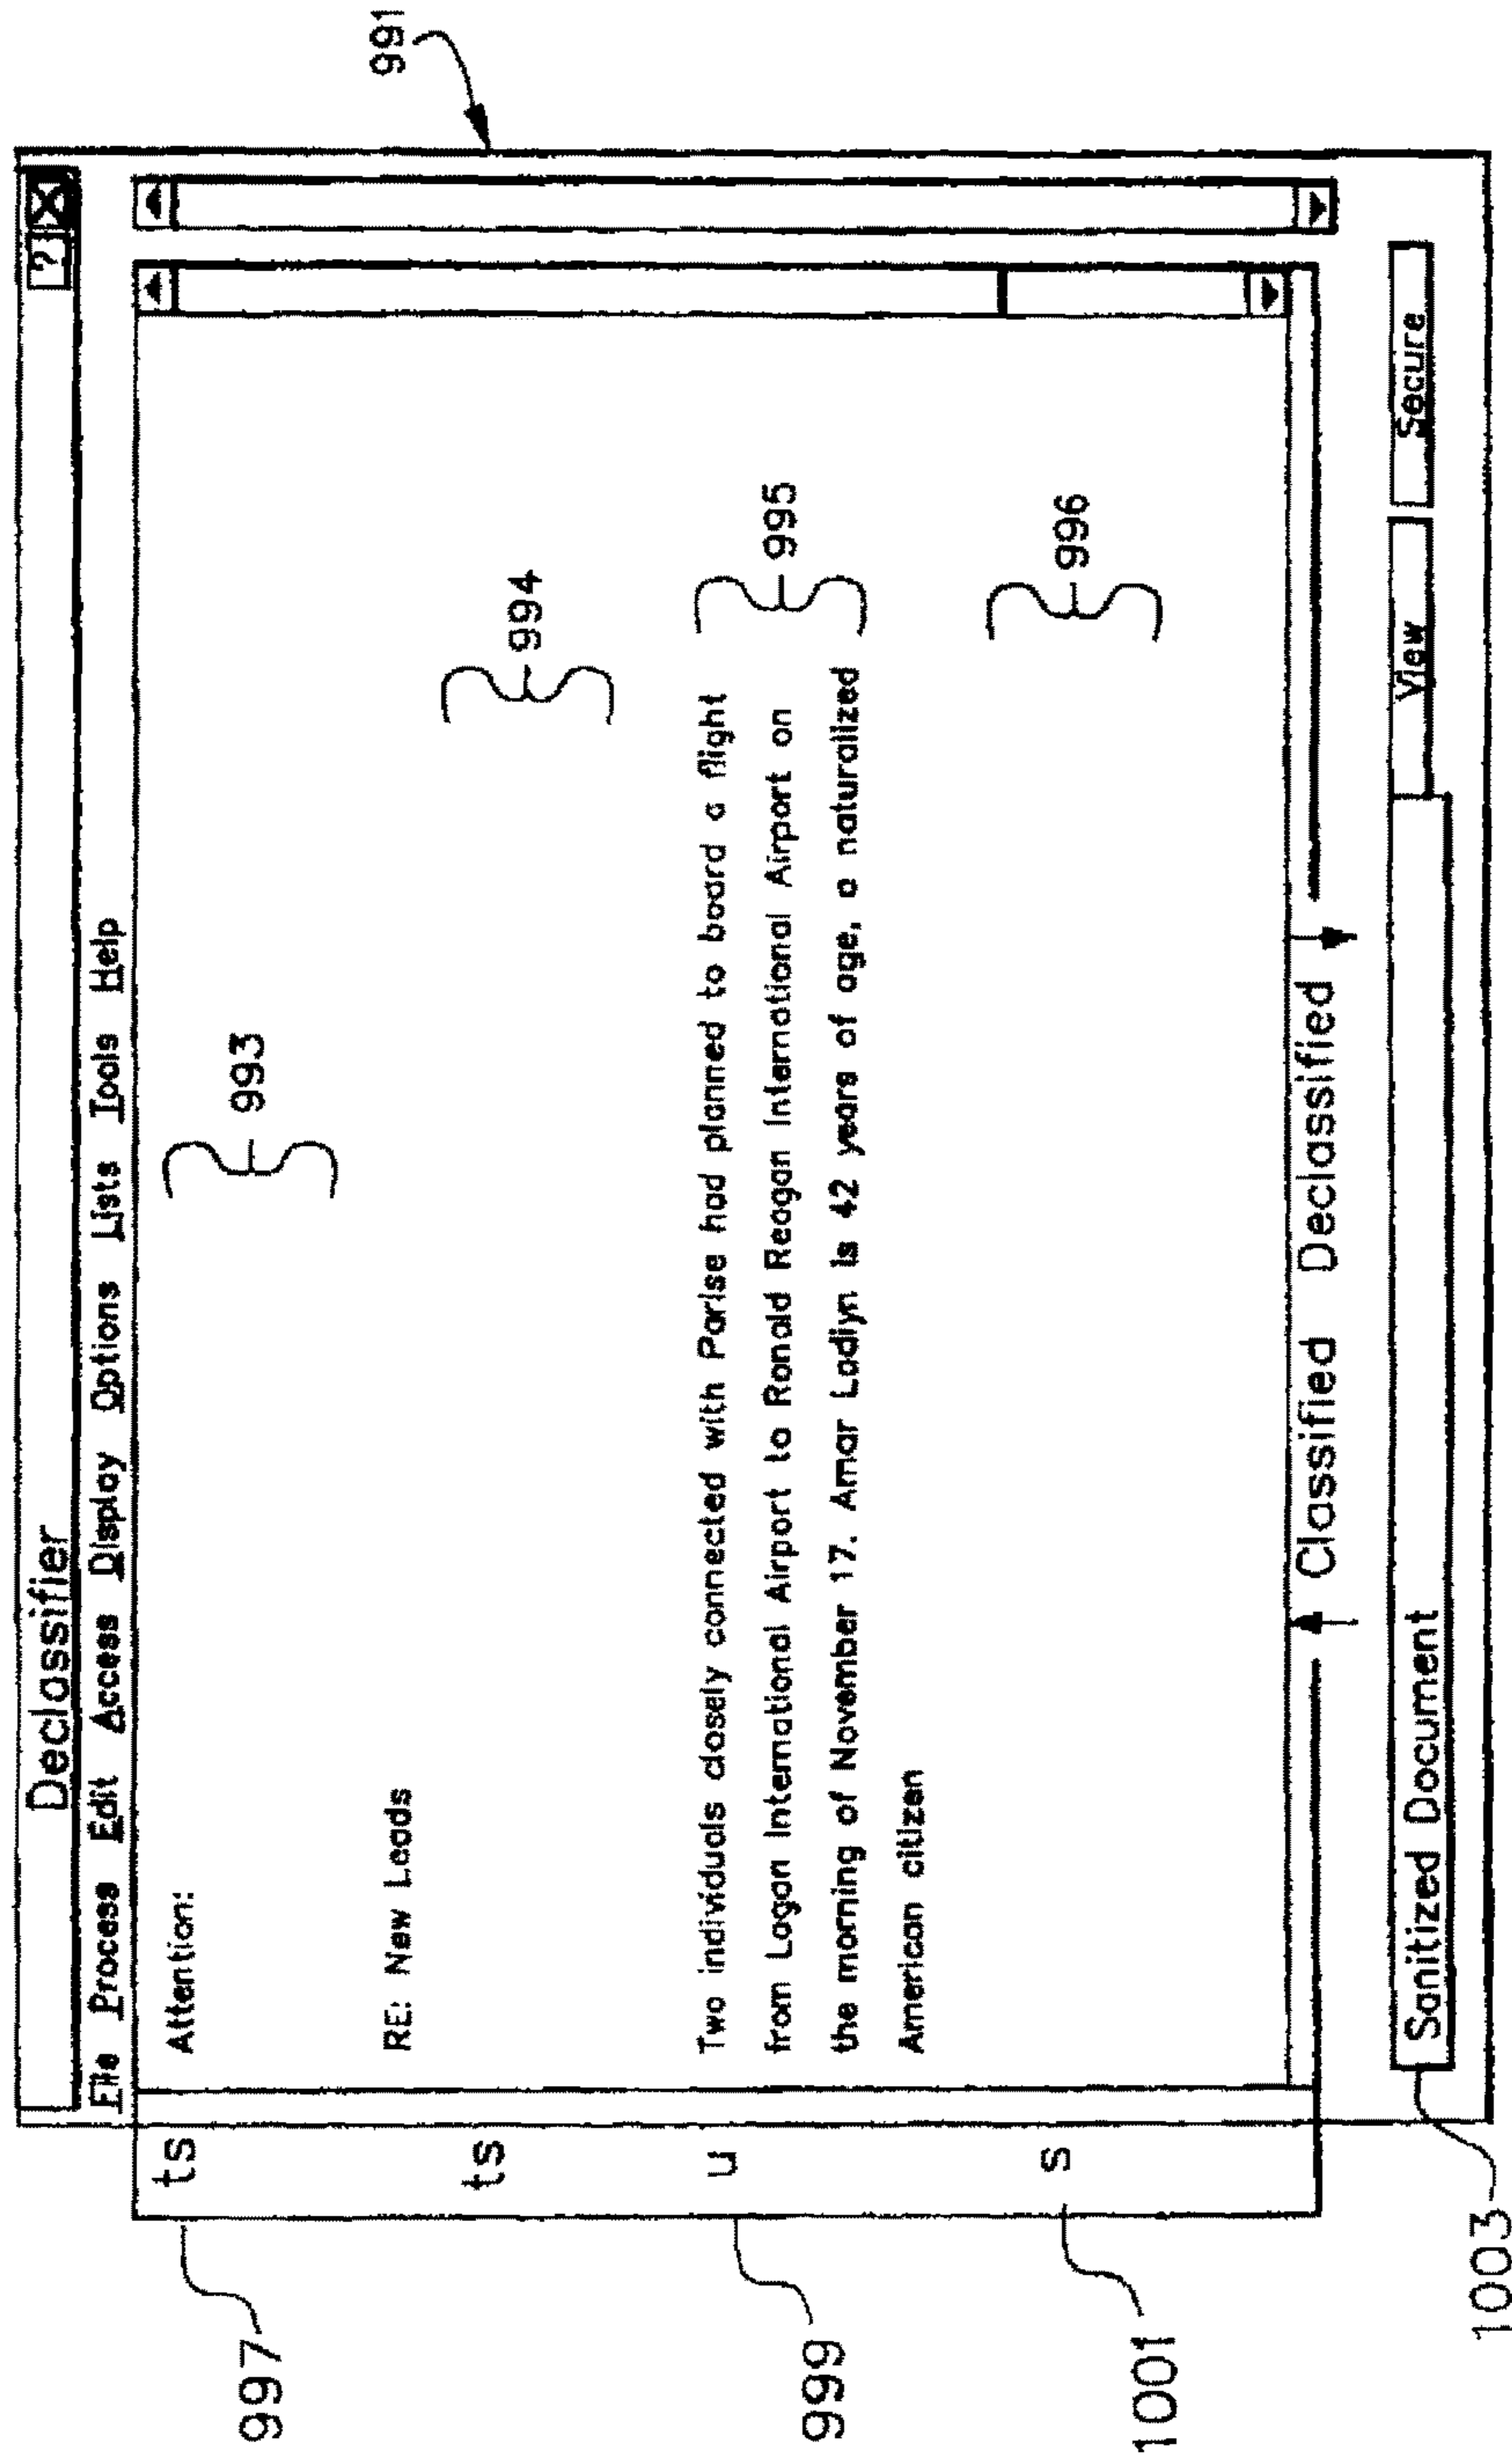 991
Declassifier
? X
File Process Edit Access Display Options Lists Tools Help
997
ts
Attention:
993
RE: New Leads
ts
994
999
u
Two individuals closely connected with Parise had planned to board a flight
from Logan International Airport to Ronald Reagan International Airport on
the morning of November 17. Amar Ladiyn is 42 years of age, a naturalized
American citizen
995
1001
s
996
Classified Declassified
Sanitized Document
View
Secure
1003